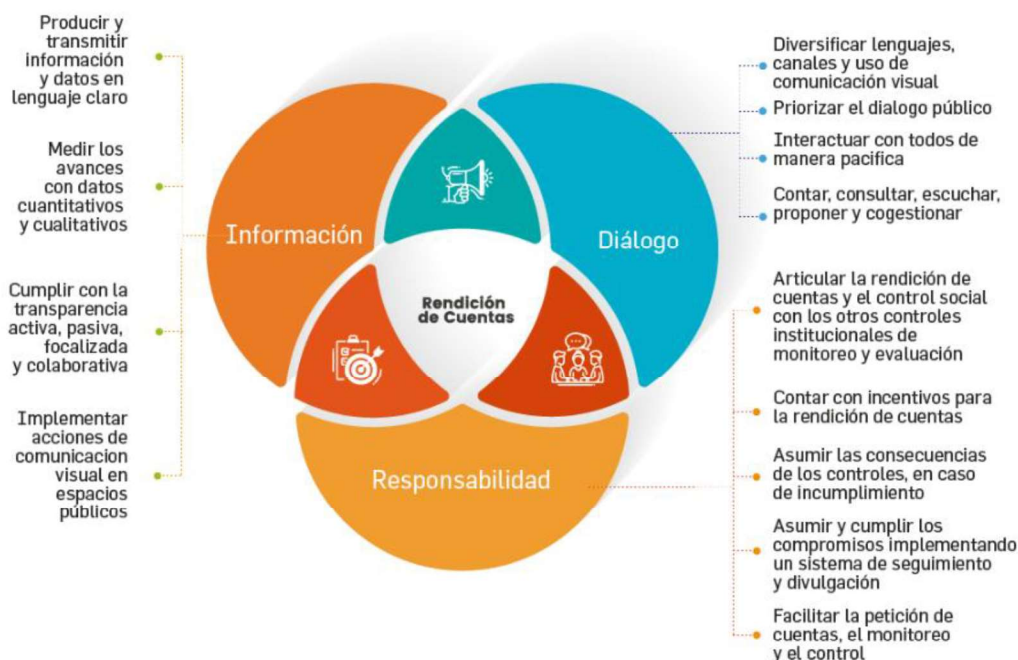 Producir y
transmitir
información
y datos en
lenguaje claro
Medir los
avances
con datos
cuantitativos
y cualitativos
Cumplir con la
transparencia
activa, pasiva,
focalizada
y colaborativa
Implementar
acciones de
comunicacion
visual en
espacios
públicos
Información
Diálogo
Rendición
de Cuentas
Responsabilidad
Diversificar lenguajes,
canales y uso de
comunicación visual
Priorizar el dialogo público
Interactuar con todos de
manera pacifica
Contar, consultar, escuchar,
proponer y cogestionar
Articular la rendición de
cuentas y el control social
con los otros controles
institucionales de
monitoreo y evaluación
Contar con incentivos para
la rendición de cuentas
Asumir las consecuencias
de los controles, en caso
de incumplimiento
Asumir y cumplir los
compromisos implementando
un sistema de seguimiento
y divulgación
Facilitar la petición de
cuentas, el monitoreo
y el control